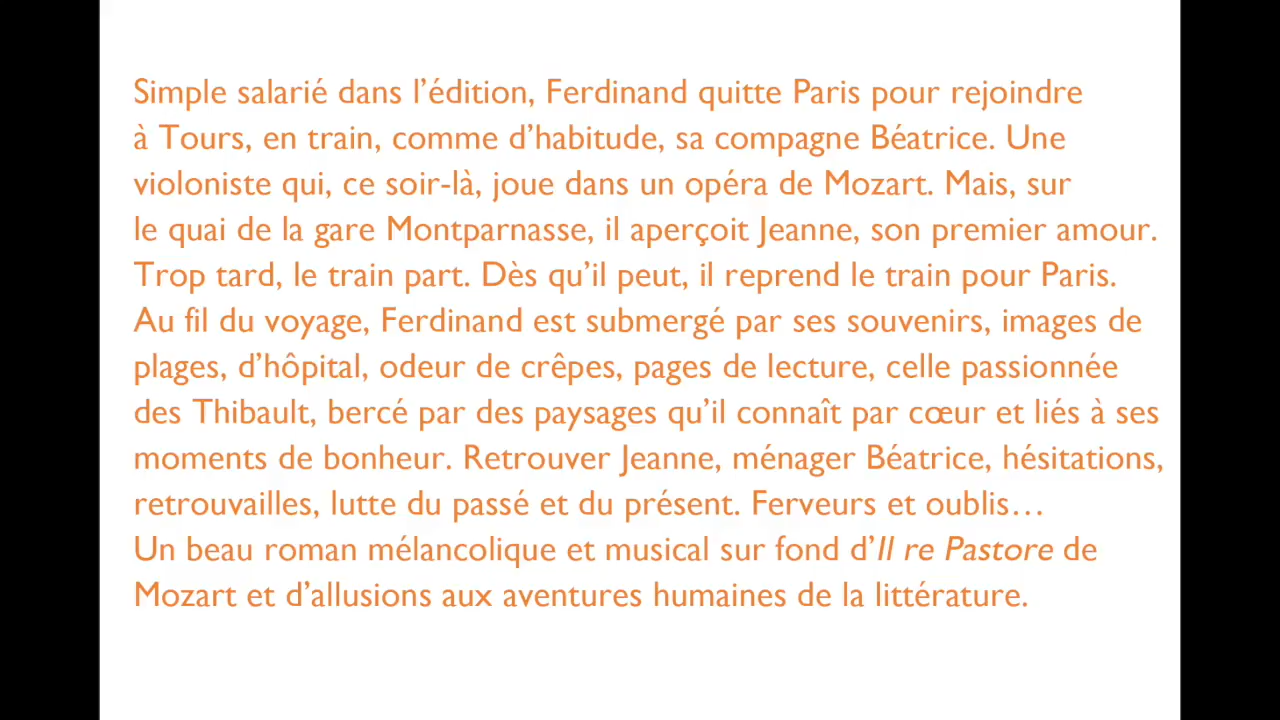 Simple salarié dans l’édition, Ferdinand quitte Paris pour rejoindre
à Tours, en train, comme d’habitude, sa compagne Béatrice. Une
violoniste qui, ce soir-là, joue dans un opéra de Mozart. Mais, sur
le quai de la gare Montparnasse, il aperçoit Jeanne, son premier amour.
Trop tard, le train part. Dès qu’il peut, il reprend le train pour Paris.
Au fil du voyage, Ferdinand est submergé par ses souvenirs, images de
plages, d’hôpital, odeur de crêpes, pages de lecture, celle passionnée
des Thibault, bercé par des paysages qu’il connaît par cœur et liés à ses
moments de bonheur. Retrouver Jeanne, ménager Béatrice, hésitations,
retrouvailles, lutte du passé et du présent. Ferveurs et oublis…
Un beau roman mélancolique et musical sur fond d’Il re Pastore de
Mozart et d’allusions aux aventures humaines de la littérature.